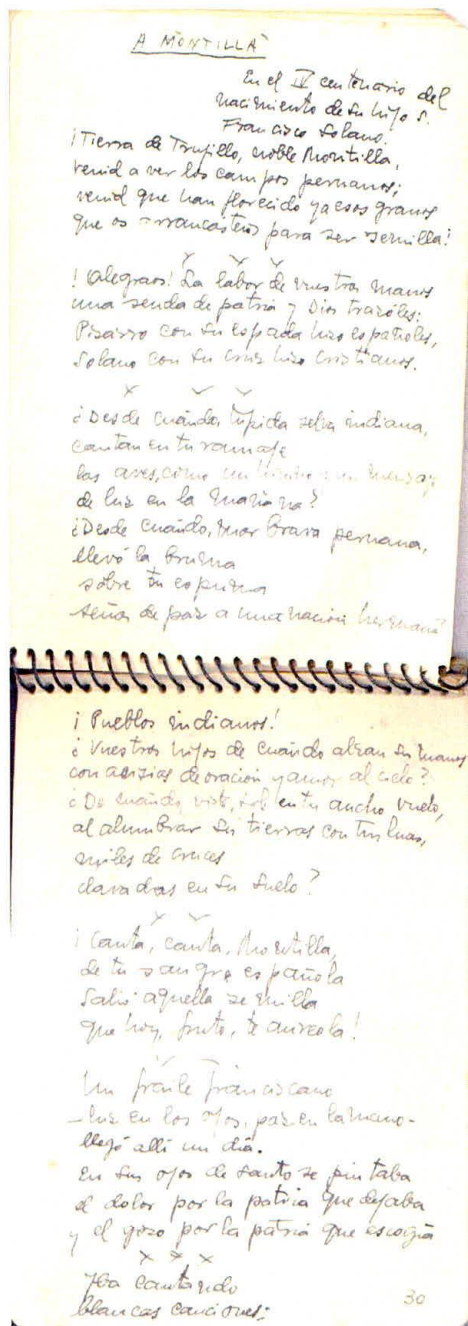 A MONTILLA
En el IV centenario del
nacimiento de su hijo S.
Francisco Solano.
¡Tierra de Trujillo, noble Montilla,
venid a ver los campos peruanos;
venid que han florecido ya esos granos
que os arrancasteis para ser semilla!
x x x
¡Alegraos! La labor de vuestras manos
una senda de patria y Dios trazóles:
Pizarro con su espada hizo españoles,
Solano con su cruz hizo cristianos.
x x x
¿Desde cuándo, tupida selva indiana,
cantan en tu ramaje
las aves, como un himno y un mensaje
de luz en la mañana?
¿Desde cuándo, mar brava peruana,
llevó la bruma
sobre tu espuma
señas de paz a una nación hermana?
¡Pueblos indianos!
¿Vuestros hijos de cuándo alzan sus manos
con ansias de oración y amor al cielo?
¿De cuándo viste, sol, en tu ancho vuelo,
al alumbrar sus tierras con tus luces,
miles de cruces
clavadas en su suelo?
x x
¡Canta, canta, Montilla,
de tu sangre española
salió aquella semilla
que hoy, fruto, te aureola!
Un fraile franciscano
-luz en los ojos, paz en la mano-
llegó allí un día.
En sus ojos de santo se pintaba
el dolor por la patria que dejaba
y el gozo por la patria que escogía
x x x
Iba cantando
blancas canciones:
30